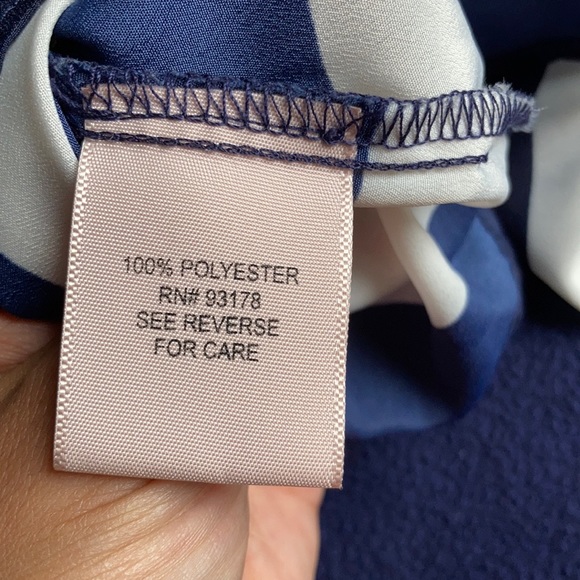 100% POLYESTER
RN# 93178
SEE REVERSE
FOR CARE